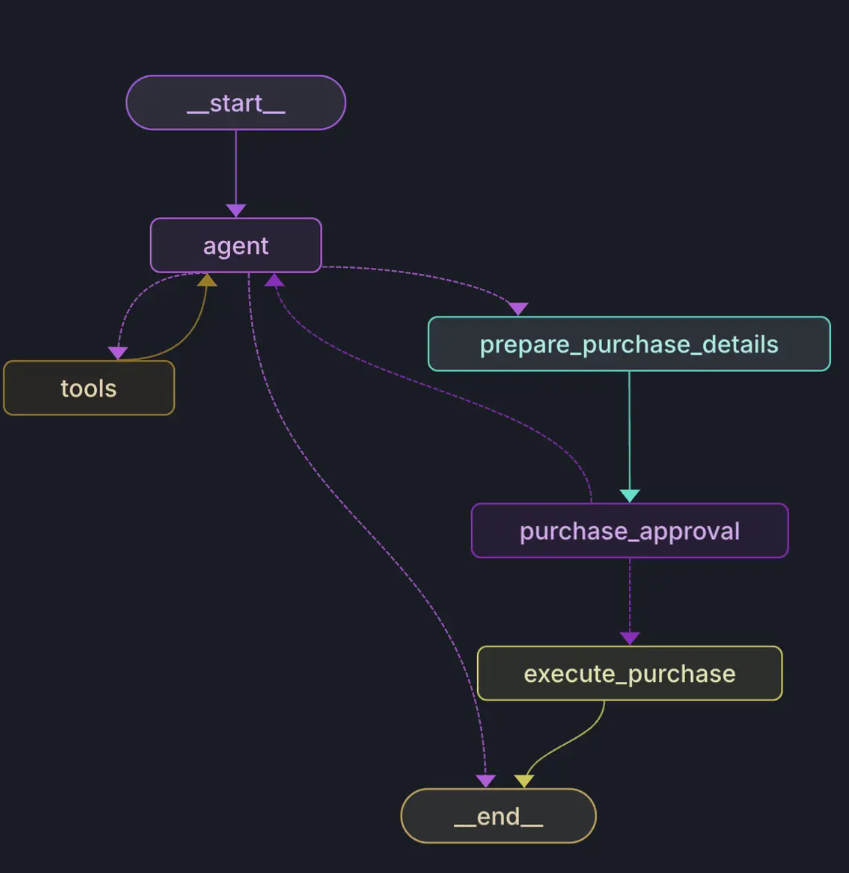 __start__
agent
prepare_purchase_details
tools
purchase_approval
execute_purchase
__end__